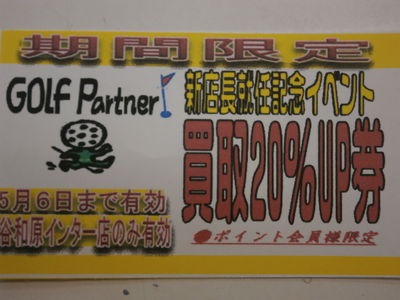 期間限定
GOLF Partner
新店長就任記念イベント
買取20%UP券
5月6日まで有効
谷和原インター店のみ有効
●ポイント会員様限定